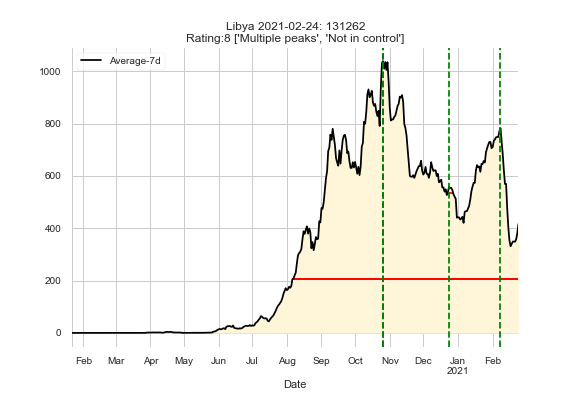 Libya 2021-02-24: 131262
Rating:8 ['Multiple peaks', 'Not in control']
Average-7d
1000
800
600
400
200
0
Feb Mar Apr May Jun Jul Aug Sep Oct Nov Dec Jan Feb
2021
Date